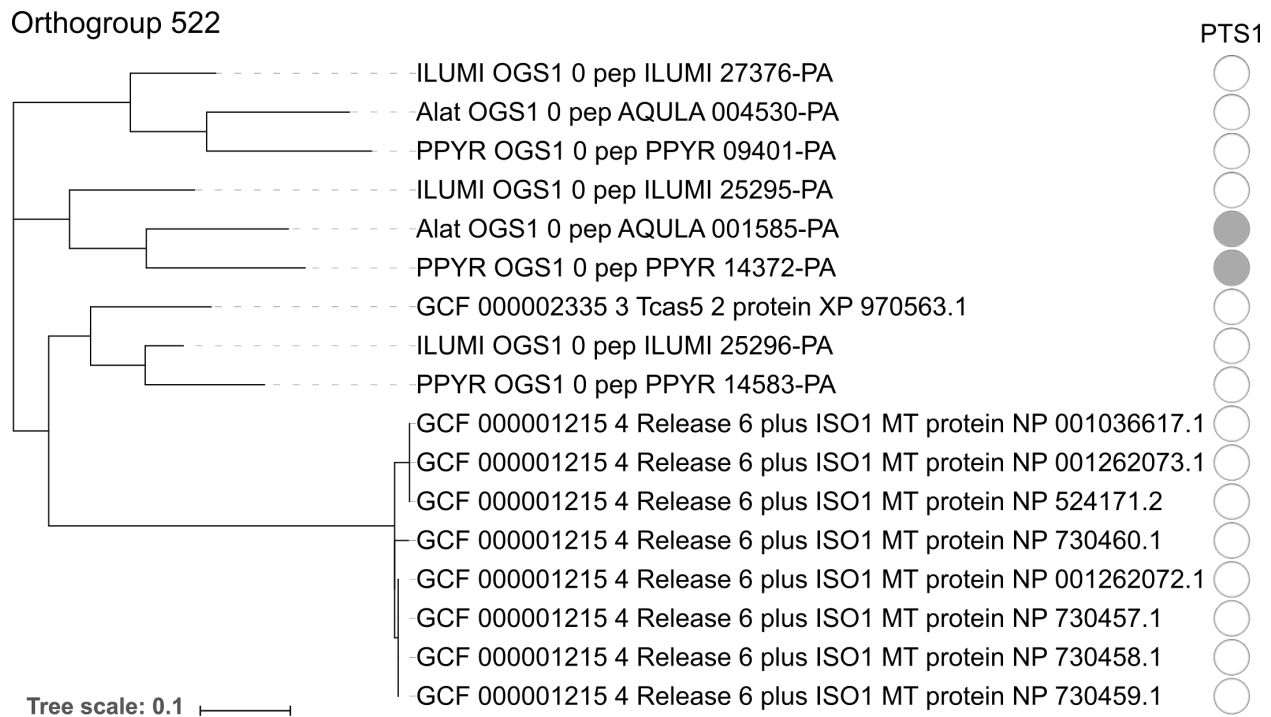 Orthogroup 522
PTS1
ILUMI OGS1 0 pep ILUMI 27376-PA
Alat OGS1 0 pep AQULA 004530-PA
PPYR OGS1 0 pep PPYR 09401-PA
ILUMI OGS1 0 pep ILUMI 25295-PA
Alat OGS1 0 pep AQULA 001585-PA
PPYR OGS1 0 pep PPYR 14372-PA
GCF 000002335 3 Tcas5 2 protein XP 970563.1
ILUMI OGS1 0 pep ILUMI 25296-PA
PPYR OGS1 0 pep PPYR 14583-PA
GCF 000001215 4 Release 6 plus ISO1 MT protein NP 001036617.1
GCF 000001215 4 Release 6 plus ISO1 MT protein NP 001262073.1
GCF 000001215 4 Release 6 plus ISO1 MT protein NP 524171.2
GCF 000001215 4 Release 6 plus ISO1 MT protein NP 730460.1
GCF 000001215 4 Release 6 plus ISO1 MT protein NP 001262072.1
GCF 000001215 4 Release 6 plus ISO1 MT protein NP 730457.1
GCF 000001215 4 Release 6 plus ISO1 MT protein NP 730458.1
GCF 000001215 4 Release 6 plus ISO1 MT protein NP 730459.1
Tree scale: 0.1